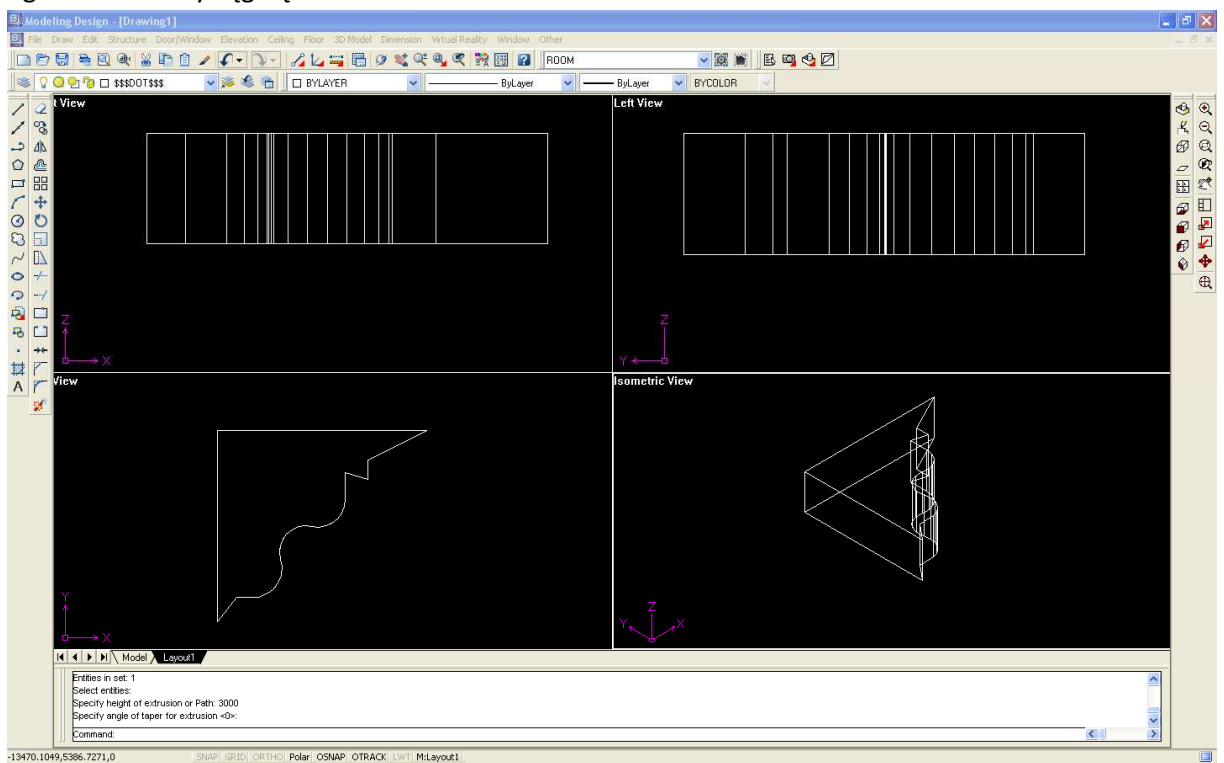 Modeling Design - [Drawing1]
File Draw Edit Structure Door/Window Elevation Ceiling Floor 3D Model Dimension Virtual Reality Window Other
ROOM
$$$DOT$$$ BYLAYER ByLayer ByLayer BYCOLOR
t View
Left View
Z
X
Z
Y
View
Isometric View
Y
X
Z
Y
X
Model Layout1
Entities in set: 1
Select entities:
Specify height of extrusion or Path: 3000
Specify angle of taper for extrusion <0>:
Command:
-13470.1049,5386.7271,0 SNAP GRID ORTHO Polar OSNAP OTRACK LWT M:Layout1